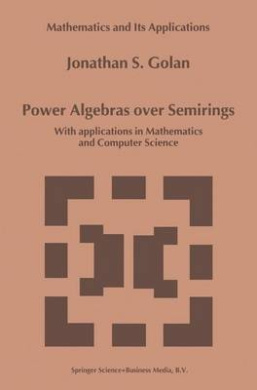 Mathematics and Its Applications
Jonathan S. Golan
Power Algebras over Semirings
With applications in Mathematics
and Computer Science
Springer Science+Business Media, B.V.